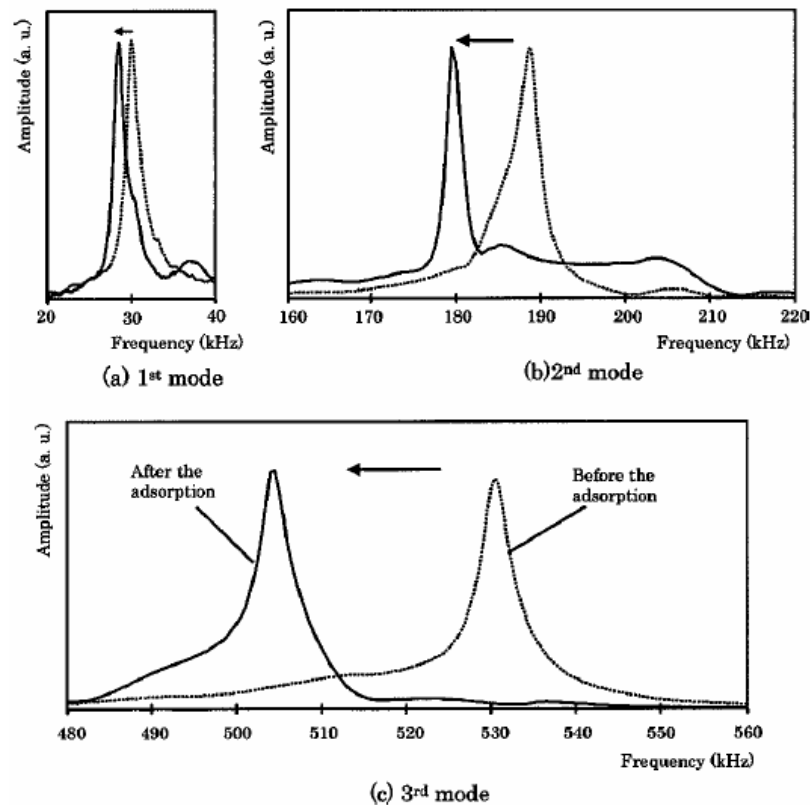 Amplitude (a. u.)
20 30 40
Frequency (kHz)
(a) 1st mode
Amplitude (a. u.)
160 170 180 190 200 210 220
Frequency (kHz)
(b)2nd mode
Amplitude (a. u.)
After the
adsorption
Before the
adsorption
480 490 500 510 520 530 540 550 560
Frequency (kHz)
(c) 3rd mode